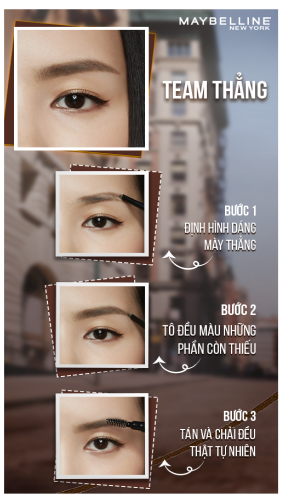 MAYBELLINE
NEW YORK
TEAM THẲNG
BƯỚC 1
ĐỊNH HÌNH DÁNG
MÀY THẲNG
BƯỚC 2
TÔ ĐỀU MÀU NHỮNG
PHẦN CÒN THIẾU
BƯỚC 3
TÁN VÀ CHẢI ĐỀU
THẬT TỰ NHIÊN